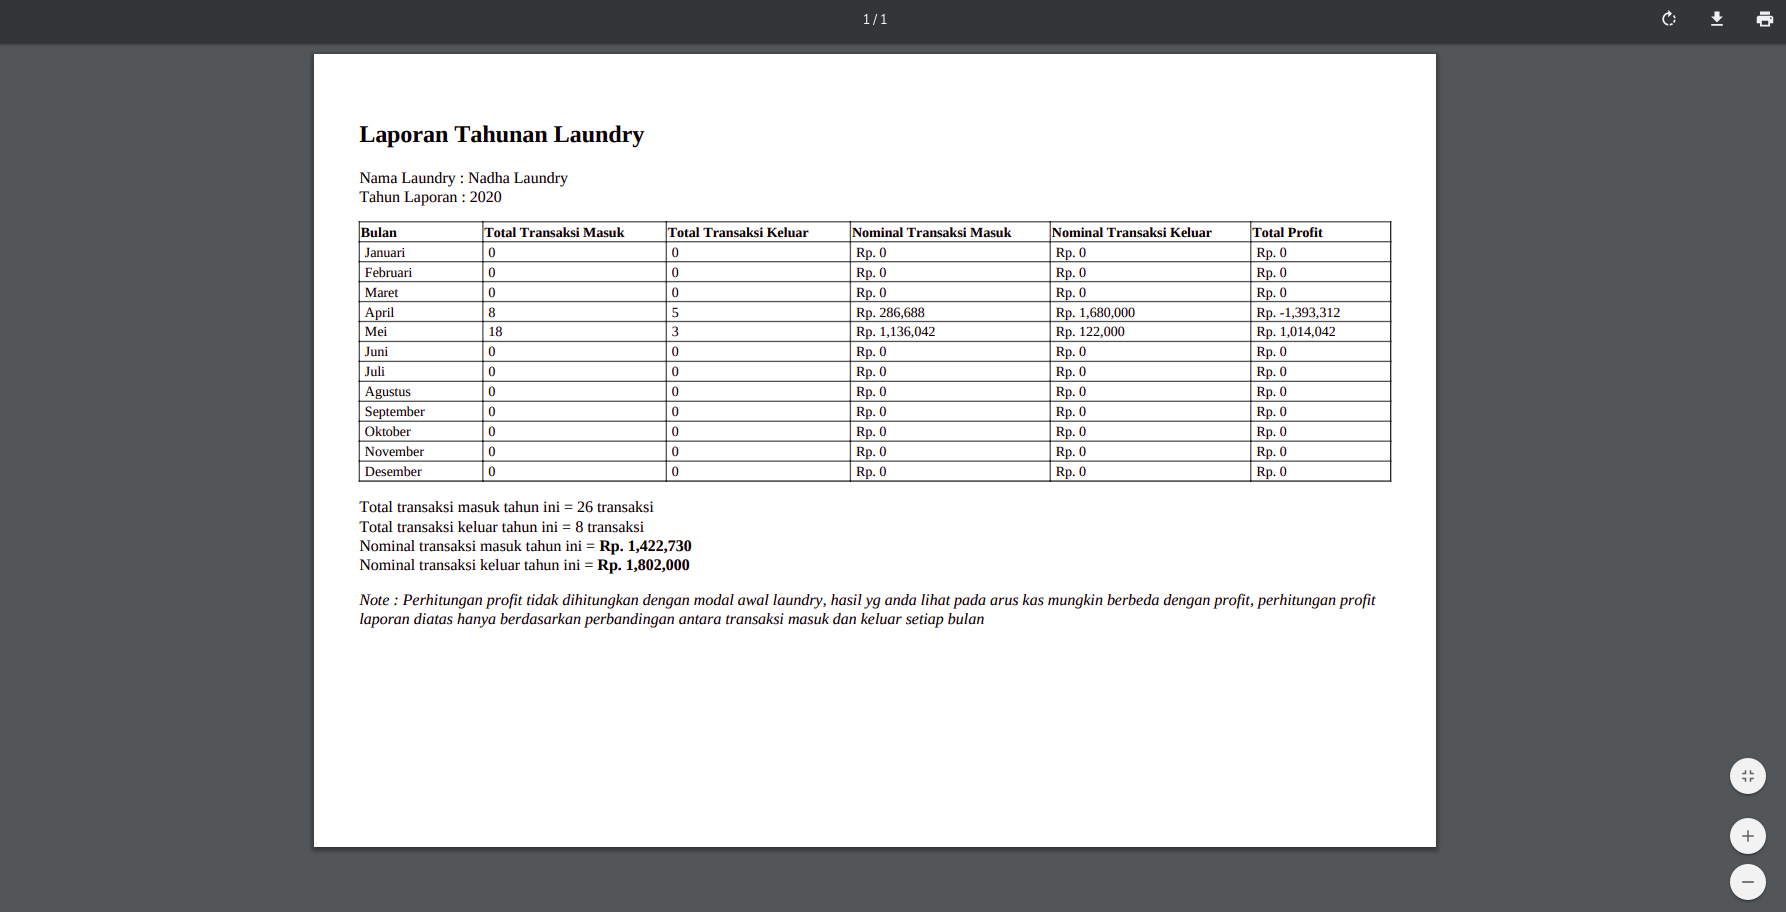 1 / 1
Laporan Tahunan Laundry
Nama Laundry : Nadha Laundry
Tahun Laporan : 2020
Bulan Total Transaksi Masuk Total Transaksi Keluar Nominal Transaksi Masuk Nominal Transaksi Keluar Total Profit
Januari 0 0 Rp. 0 Rp. 0 Rp. 0
Februari 0 0 Rp. 0 Rp. 0 Rp. 0
Maret 0 0 Rp. 0 Rp. 0 Rp. 0
April 8 5 Rp. 286,688 Rp. 1,680,000 Rp. -1,393,312
Mei 18 3 Rp. 1,136,042 Rp. 122,000 Rp. 1,014,042
Juni 0 0 Rp. 0 Rp. 0 Rp. 0
Juli 0 0 Rp. 0 Rp. 0 Rp. 0
Agustus 0 0 Rp. 0 Rp. 0 Rp. 0
September 0 0 Rp. 0 Rp. 0 Rp. 0
Oktober 0 0 Rp. 0 Rp. 0 Rp. 0
November 0 0 Rp. 0 Rp. 0 Rp. 0
Desember 0 0 Rp. 0 Rp. 0 Rp. 0
Total transaksi masuk tahun ini = 26 transaksi
Total transaksi keluar tahun ini = 8 transaksi
Nominal transaksi masuk tahun ini = Rp. 1,422,730
Nominal transaksi keluar tahun ini = Rp. 1,802,000
Note : Perhitungan profit tidak dihitungkan dengan modal awal laundry, hasil yg anda lihat pada arus kas mungkin berbeda dengan profit, perhitungan profit
laporan diatas hanya berdasarkan perbandingan antara transaksi masuk dan keluar setiap bulan